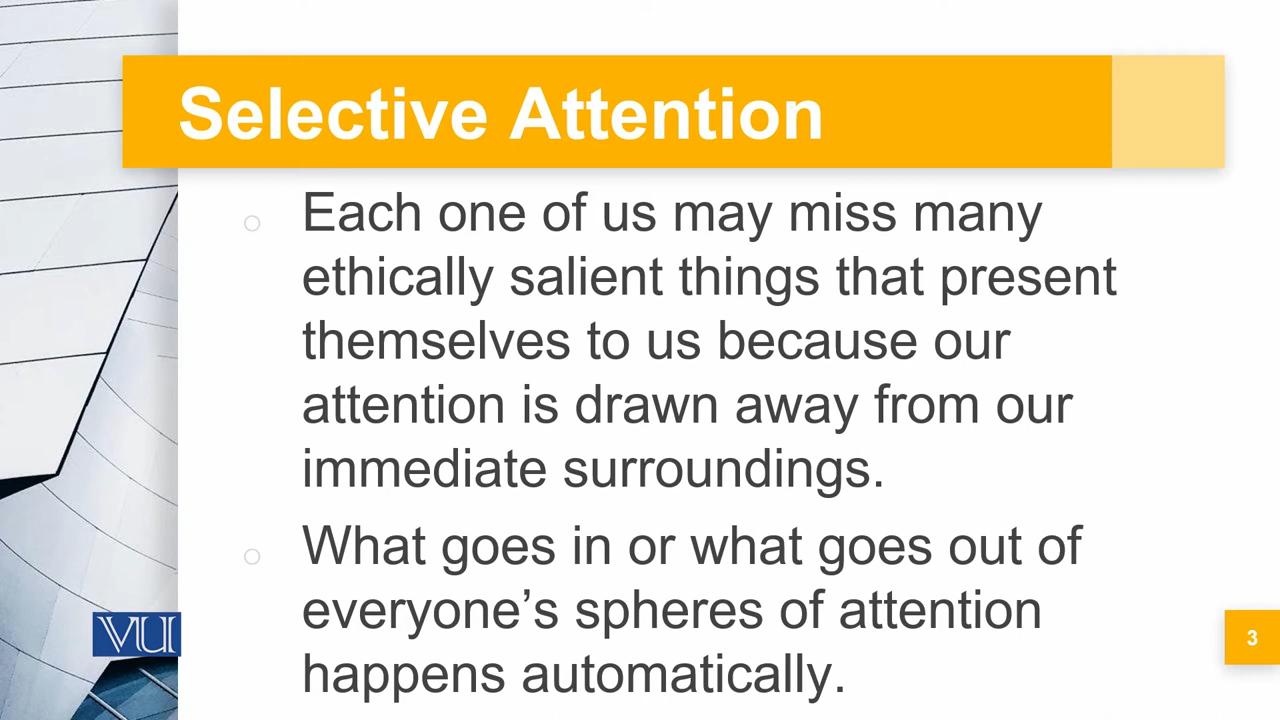 Selective Attention
Each one of us may miss many
ethically salient things that present
themselves to us because our
attention is drawn away from our
immediate surroundings.
What goes in or what goes out of
everyone’s spheres of attention
happens automatically.
VU
3